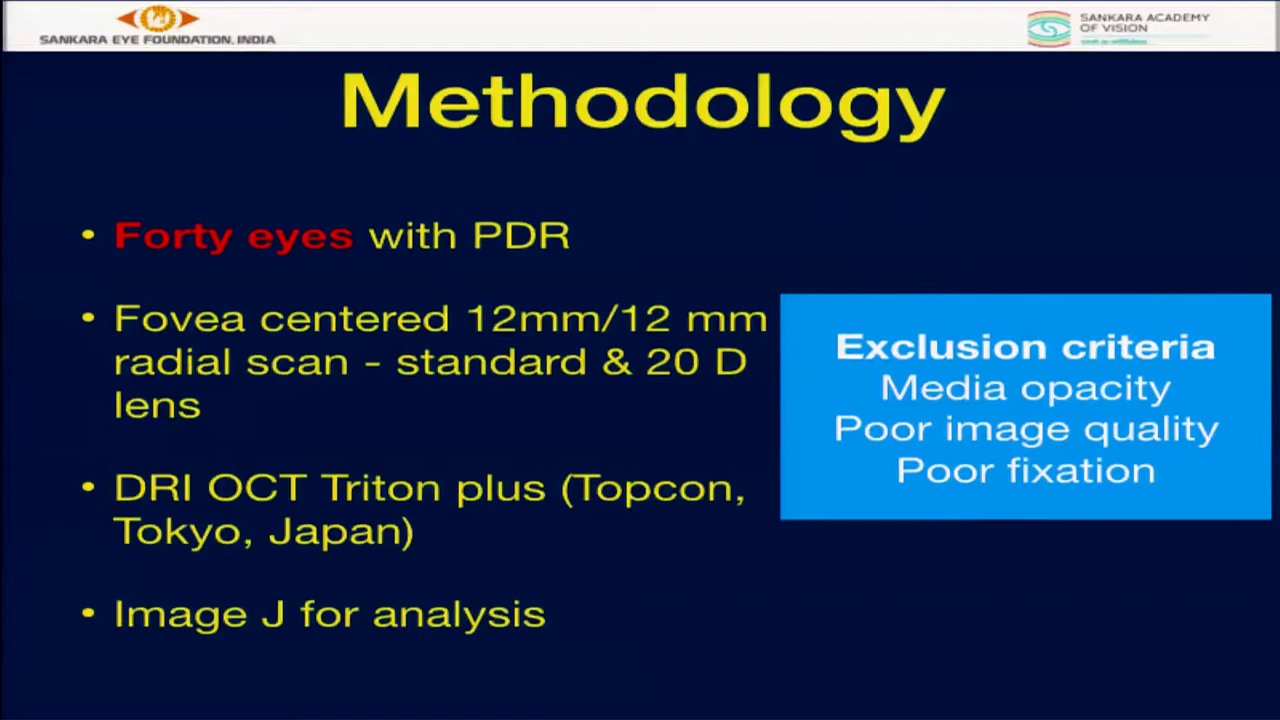 SANKARA EYE FOUNDATION, INDIA
SANKARA ACADEMY
OF VISION
Methodology
• Forty eyes with PDR
• Fovea centered 12mm/12 mm
radial scan - standard & 20 D
lens
• DRI OCT Triton plus (Topcon,
Tokyo, Japan)
• Image J for analysis
Exclusion criteria
Media opacity
Poor image quality
Poor fixation